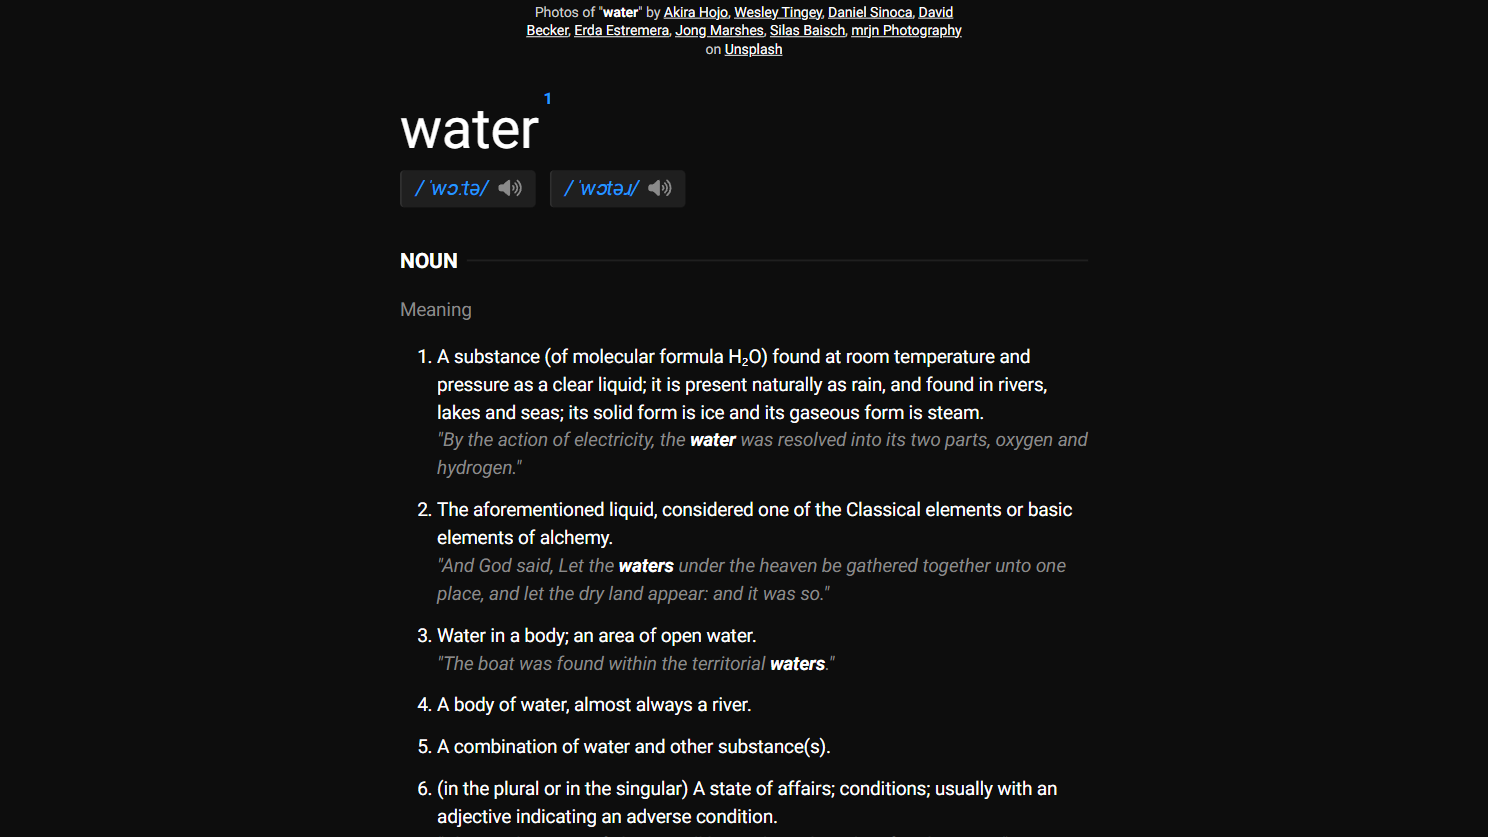 Photos of "water" by Akira Hojo, Wesley Tingey, Daniel Sinoca, David
Becker, Erda Estremera, Jong Marshes, Silas Baisch, mrjn Photography
on Unsplash
water 1
/ˈwɔːtə/ /ˈwɔtəɹ/
NOUN
Meaning
1. A substance (of molecular formula H₂O) found at room temperature and
pressure as a clear liquid; it is present naturally as rain, and found in rivers,
lakes and seas; its solid form is ice and its gaseous form is steam.
"By the action of electricity, the water was resolved into its two parts, oxygen and
hydrogen."
2. The aforementioned liquid, considered one of the Classical elements or basic
elements of alchemy.
"And God said, Let the waters under the heaven be gathered together unto one
place, and let the dry land appear: and it was so."
3. Water in a body; an area of open water.
"The boat was found within the territorial waters."
4. A body of water, almost always a river.
5. A combination of water and other substance(s).
6. (in the plural or in the singular) A state of affairs; conditions; usually with an
adjective indicating an adverse condition.